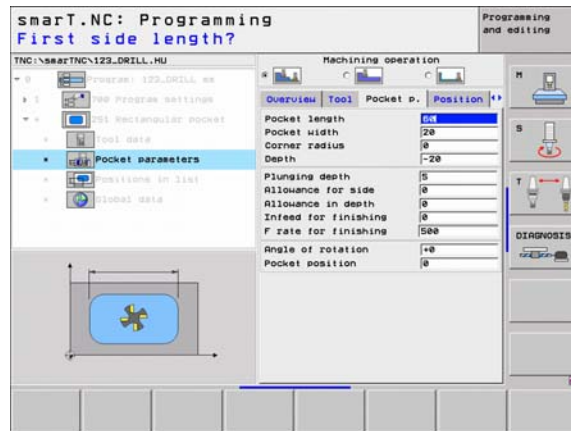 smarT.NC: Programming
First side length?
Programming
and editing
TNC:\smarTNC\123_DRILL.HU
0 Program: 123_DRILL mm
1 700 Program settings
251 Rectangular pocket
Tool data
Pocket parameters
Positions in list
Global data
Machining operation
Overview Tool Pocket p. Position
Pocket length 60
Pocket width 20
Corner radius 0
Depth -20
Plunging depth 5
Allowance for side 0
Allowance in depth 0
Infeed for finishing 0
F rate for finishing 500
Angle of rotation +0
Pocket position 0
M
S
T
DIAGNOSIS